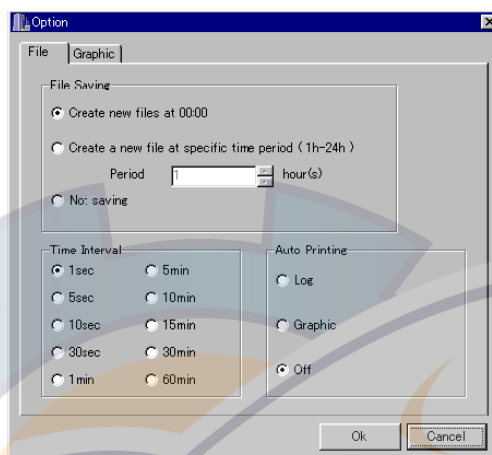 Option
File Graphic
File Saving
Create new files at 00:00
Create a new file at specific time period ( 1h-24h )
Period 1 hour(s)
No: saving
Time Interval
1sec 5min
5sec 10min
10sec 15min
30sec 30min
1min 60min
Auto Printing
Log
Graphic
Off
Ok Cancel